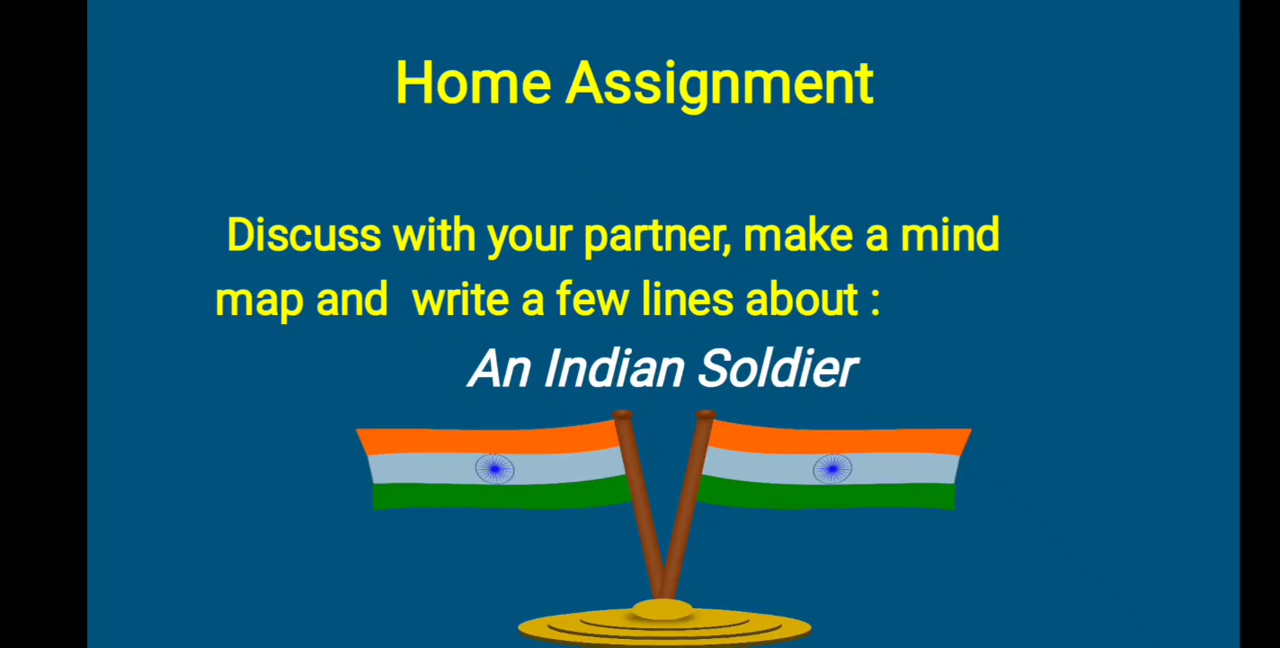 Home Assignment
Discuss with your partner, make a mind
map and write a few lines about :
An Indian Soldier